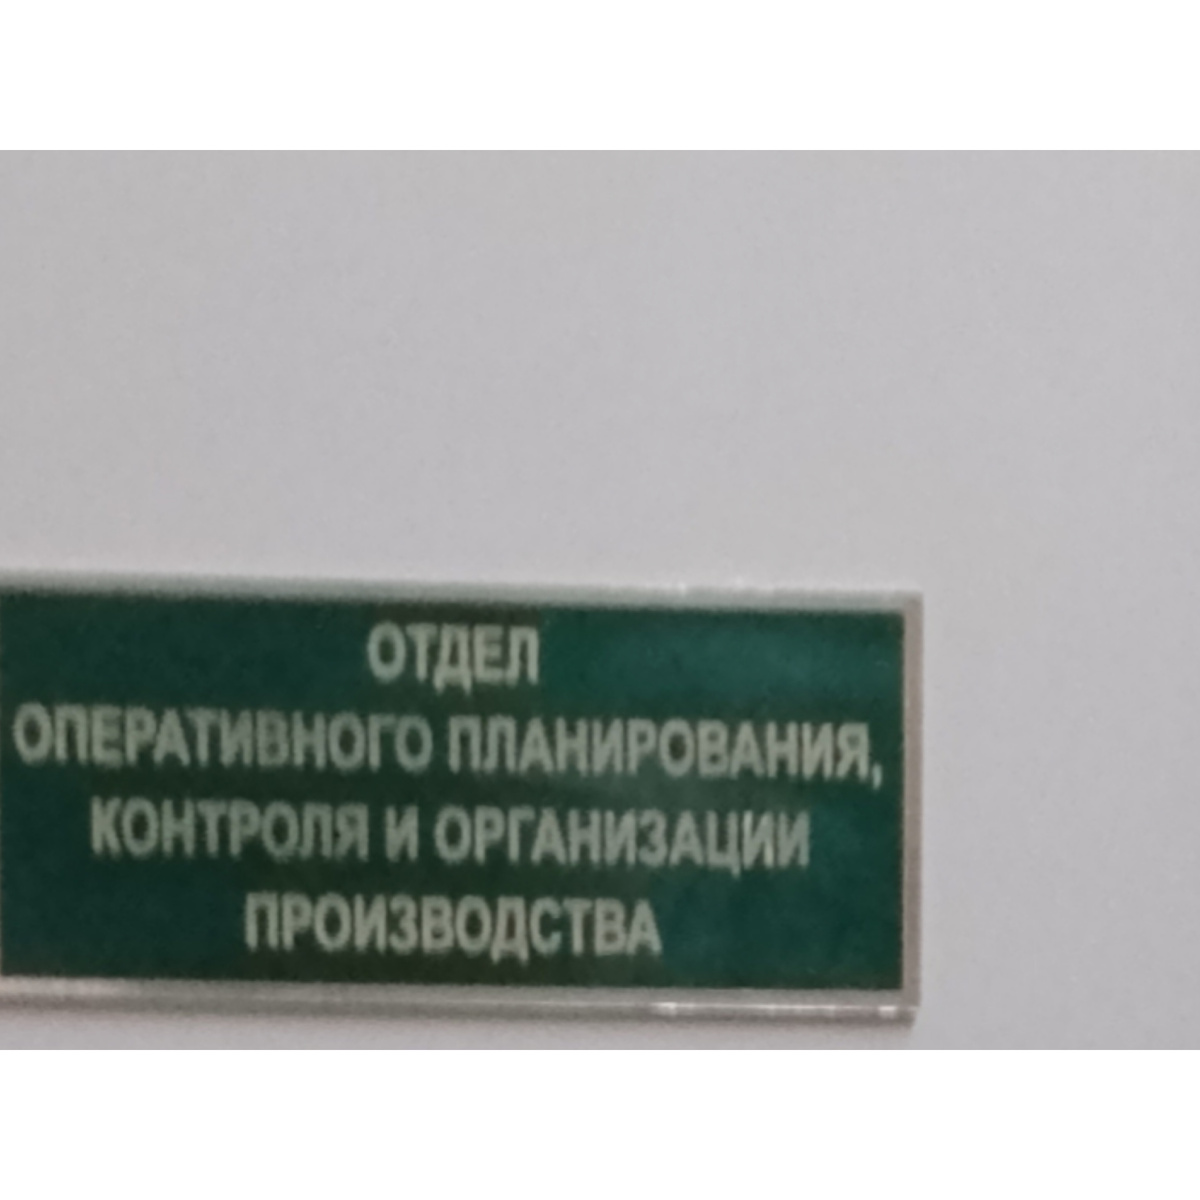 ОТДЕЛ
ОПЕРАТИВНОГО ПЛАНИРОВАНИЯ,
КОНТРОЛЯ И ОРГАНИЗАЦИИ
ПРОИЗВОДСТВА